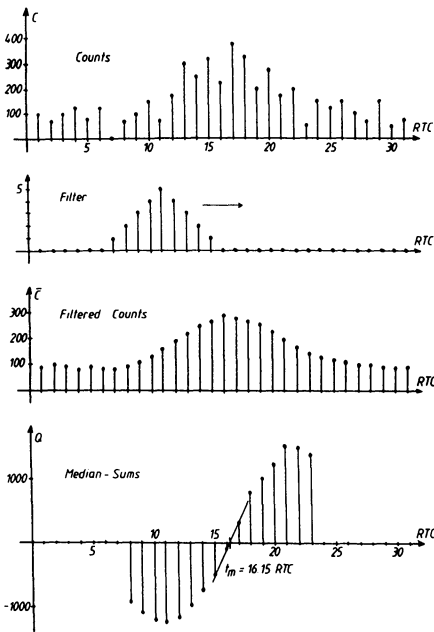 C
400
300
200
100
Counts
RTC
5 10 15 20 25 30
5
Filter
RTC
C̄
300
200
100
Filtered Counts
RTC
Q
1000
Median - Sums
15
RTC
5 10 20 25 30
t_m = 16.15 RTC
-1000